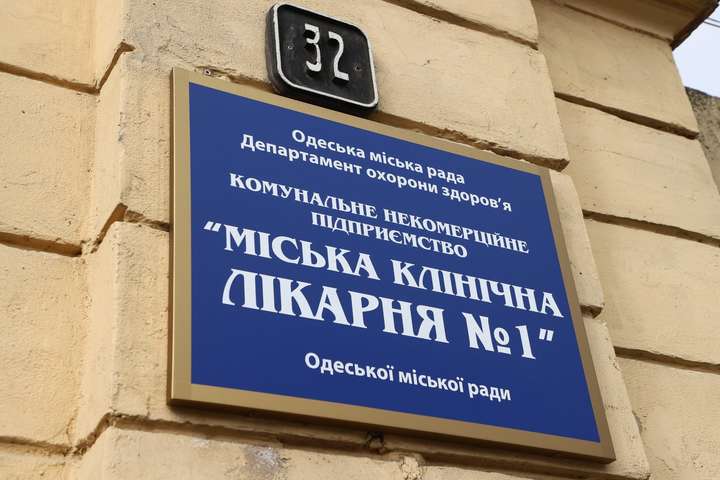 32
Одеська міська рада
Департамент охорони здоров’я
КОМУНАЛЬНЕ НЕКОМЕРЦІЙНЕ
ПІДПРИЄМСТВО
“МІСЬКА КЛІНІЧНА
ЛІКАРНЯ №1”
Одеської міської ради